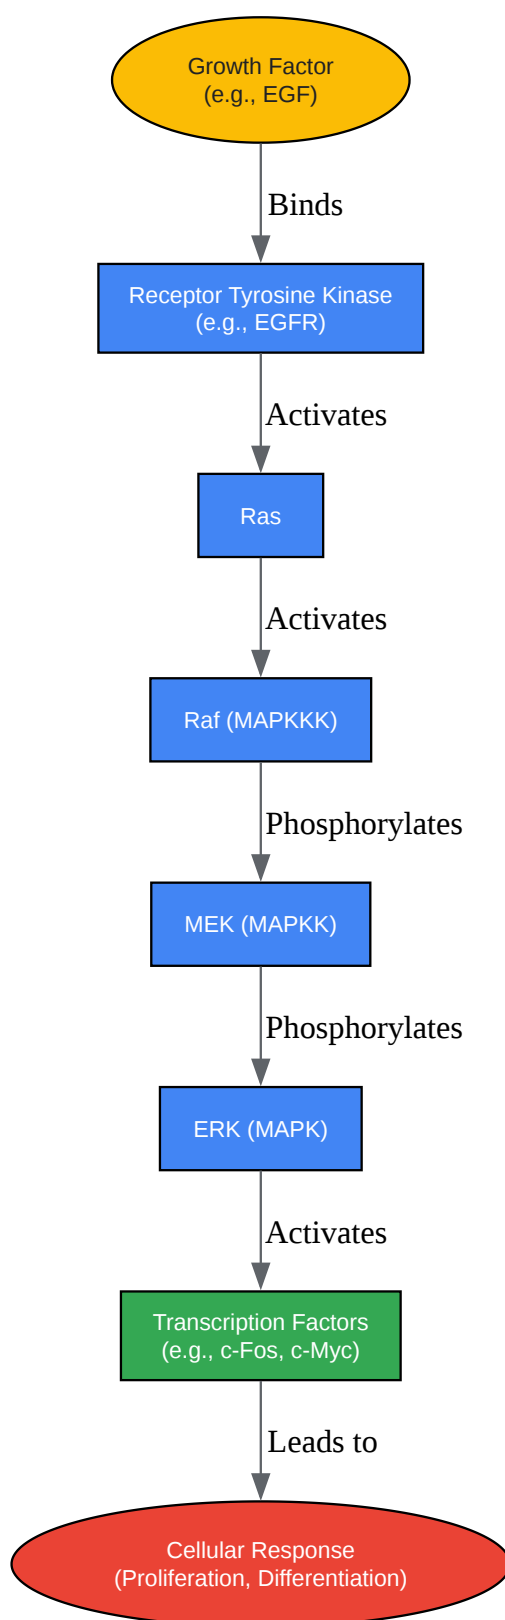 Growth Factor
(e.g., EGF)
Binds
Receptor Tyrosine Kinase
(e.g., EGFR)
Activates
Ras
Activates
Raf (MAPKKK)
Phosphorylates
MEK (MAPKK)
Phosphorylates
ERK (MAPK)
Activates
Transcription Factors
(e.g., c-Fos, c-Myc)
Leads to
Cellular Response
(Proliferation, Differentiation)